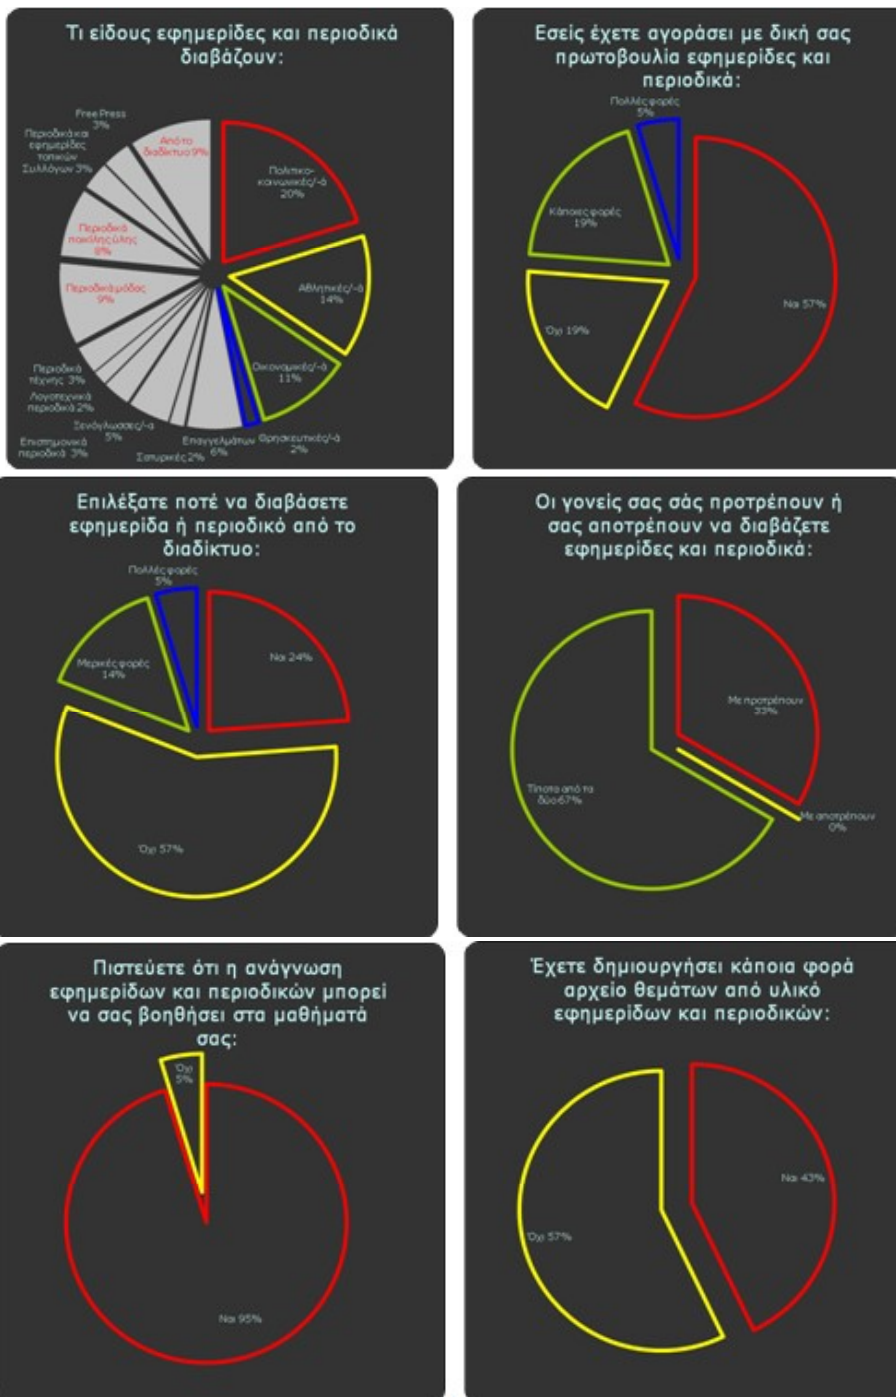 Τι είδους εφημερίδες και περιοδικά
διαβάζουν:
Free Press
3%
Περιοδικά και
εφημερίδες
τοπικών
Συλλόγων 3%
Από το
διαδίκτυο 9%
Πολιτικο-
κοινωνικές/-ά
20%
Περιοδικά
ποικίλης ύλης
8%
Αθλητικές/-ά
14%
Περιοδικά μόδας
9%
Οικονομικές/-ά
11%
Περιοδικά
τέχνης 3%
Λογοτεχνικά
περιοδικά 2%
Ξενόγλωσσες/-α
5%
Επιστημονικά
περιοδικά 3%
Σατυρικές 2%
Επαγγελμάτων
6%
Θρησκευτικές/-ά
2%
Εσείς έχετε αγοράσει με δική σας
πρωτοβουλία εφημερίδες και
περιοδικά:
Πολλές φορές
5%
Κάποιες φορές
19%
Όχι 19%
Ναι 57%
Επιλέξατε ποτέ να διαβάσετε
εφημερίδα ή περιοδικό από το
διαδίκτυο:
Πολλές φορές
5%
Μερικές φορές
14%
Ναι 24%
Όχι 57%
Οι γονείς σας σάς προτρέπουν ή
σας αποτρέπουν να διαβάζετε
εφημερίδες και περιοδικά:
Με προτρέπουν
33%
Τίποτα από τα
δύο 67%
Με αποτρέπουν
0%
Πιστεύετε ότι η ανάγνωση
εφημερίδων και περιοδικών μπορεί
να σας βοηθήσει στα μαθήματά
σας:
Όχι
5%
Ναι 95%
Έχετε δημιουργήσει κάποια φορά
αρχείο θεμάτων από υλικό
εφημερίδων και περιοδικών:
Ναι 43%
Όχι 57%